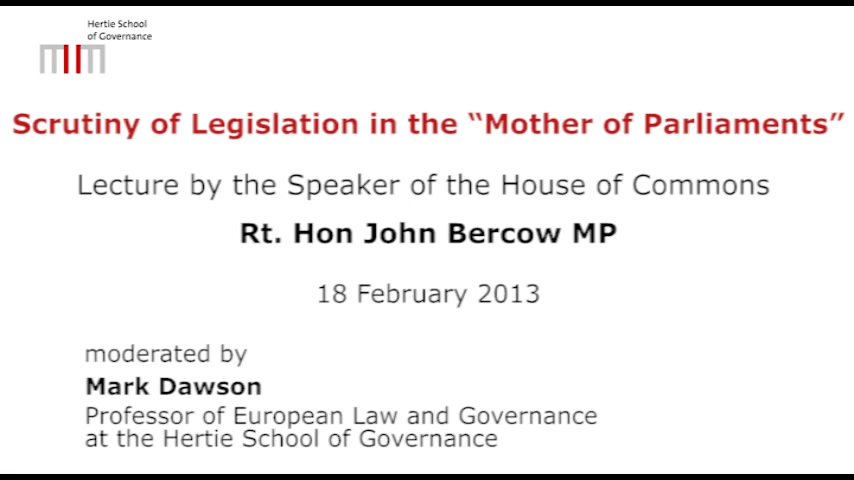 Hertie School
of Governance
Scrutiny of Legislation in the “Mother of Parliaments”
Lecture by the Speaker of the House of Commons
Rt. Hon John Bercow MP
18 February 2013
moderated by
Mark Dawson
Professor of European Law and Governance
at the Hertie School of Governance